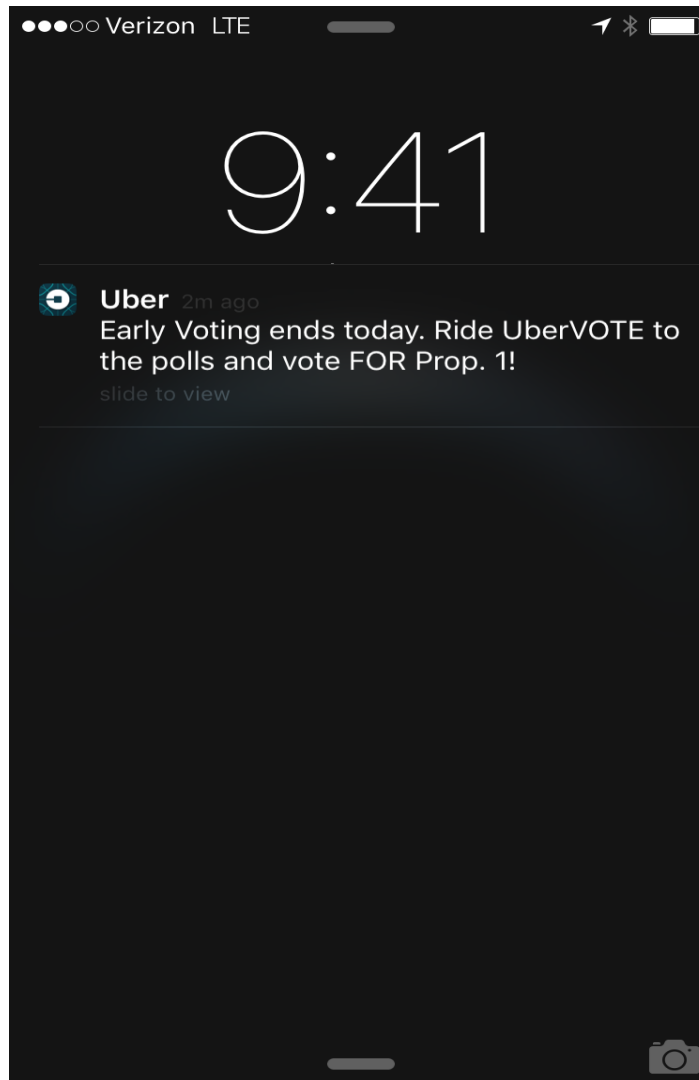 Verizon LTE
9:41
Uber 2m ago
Early Voting ends today. Ride UberVOTE to
the polls and vote FOR Prop. 1!
slide to view